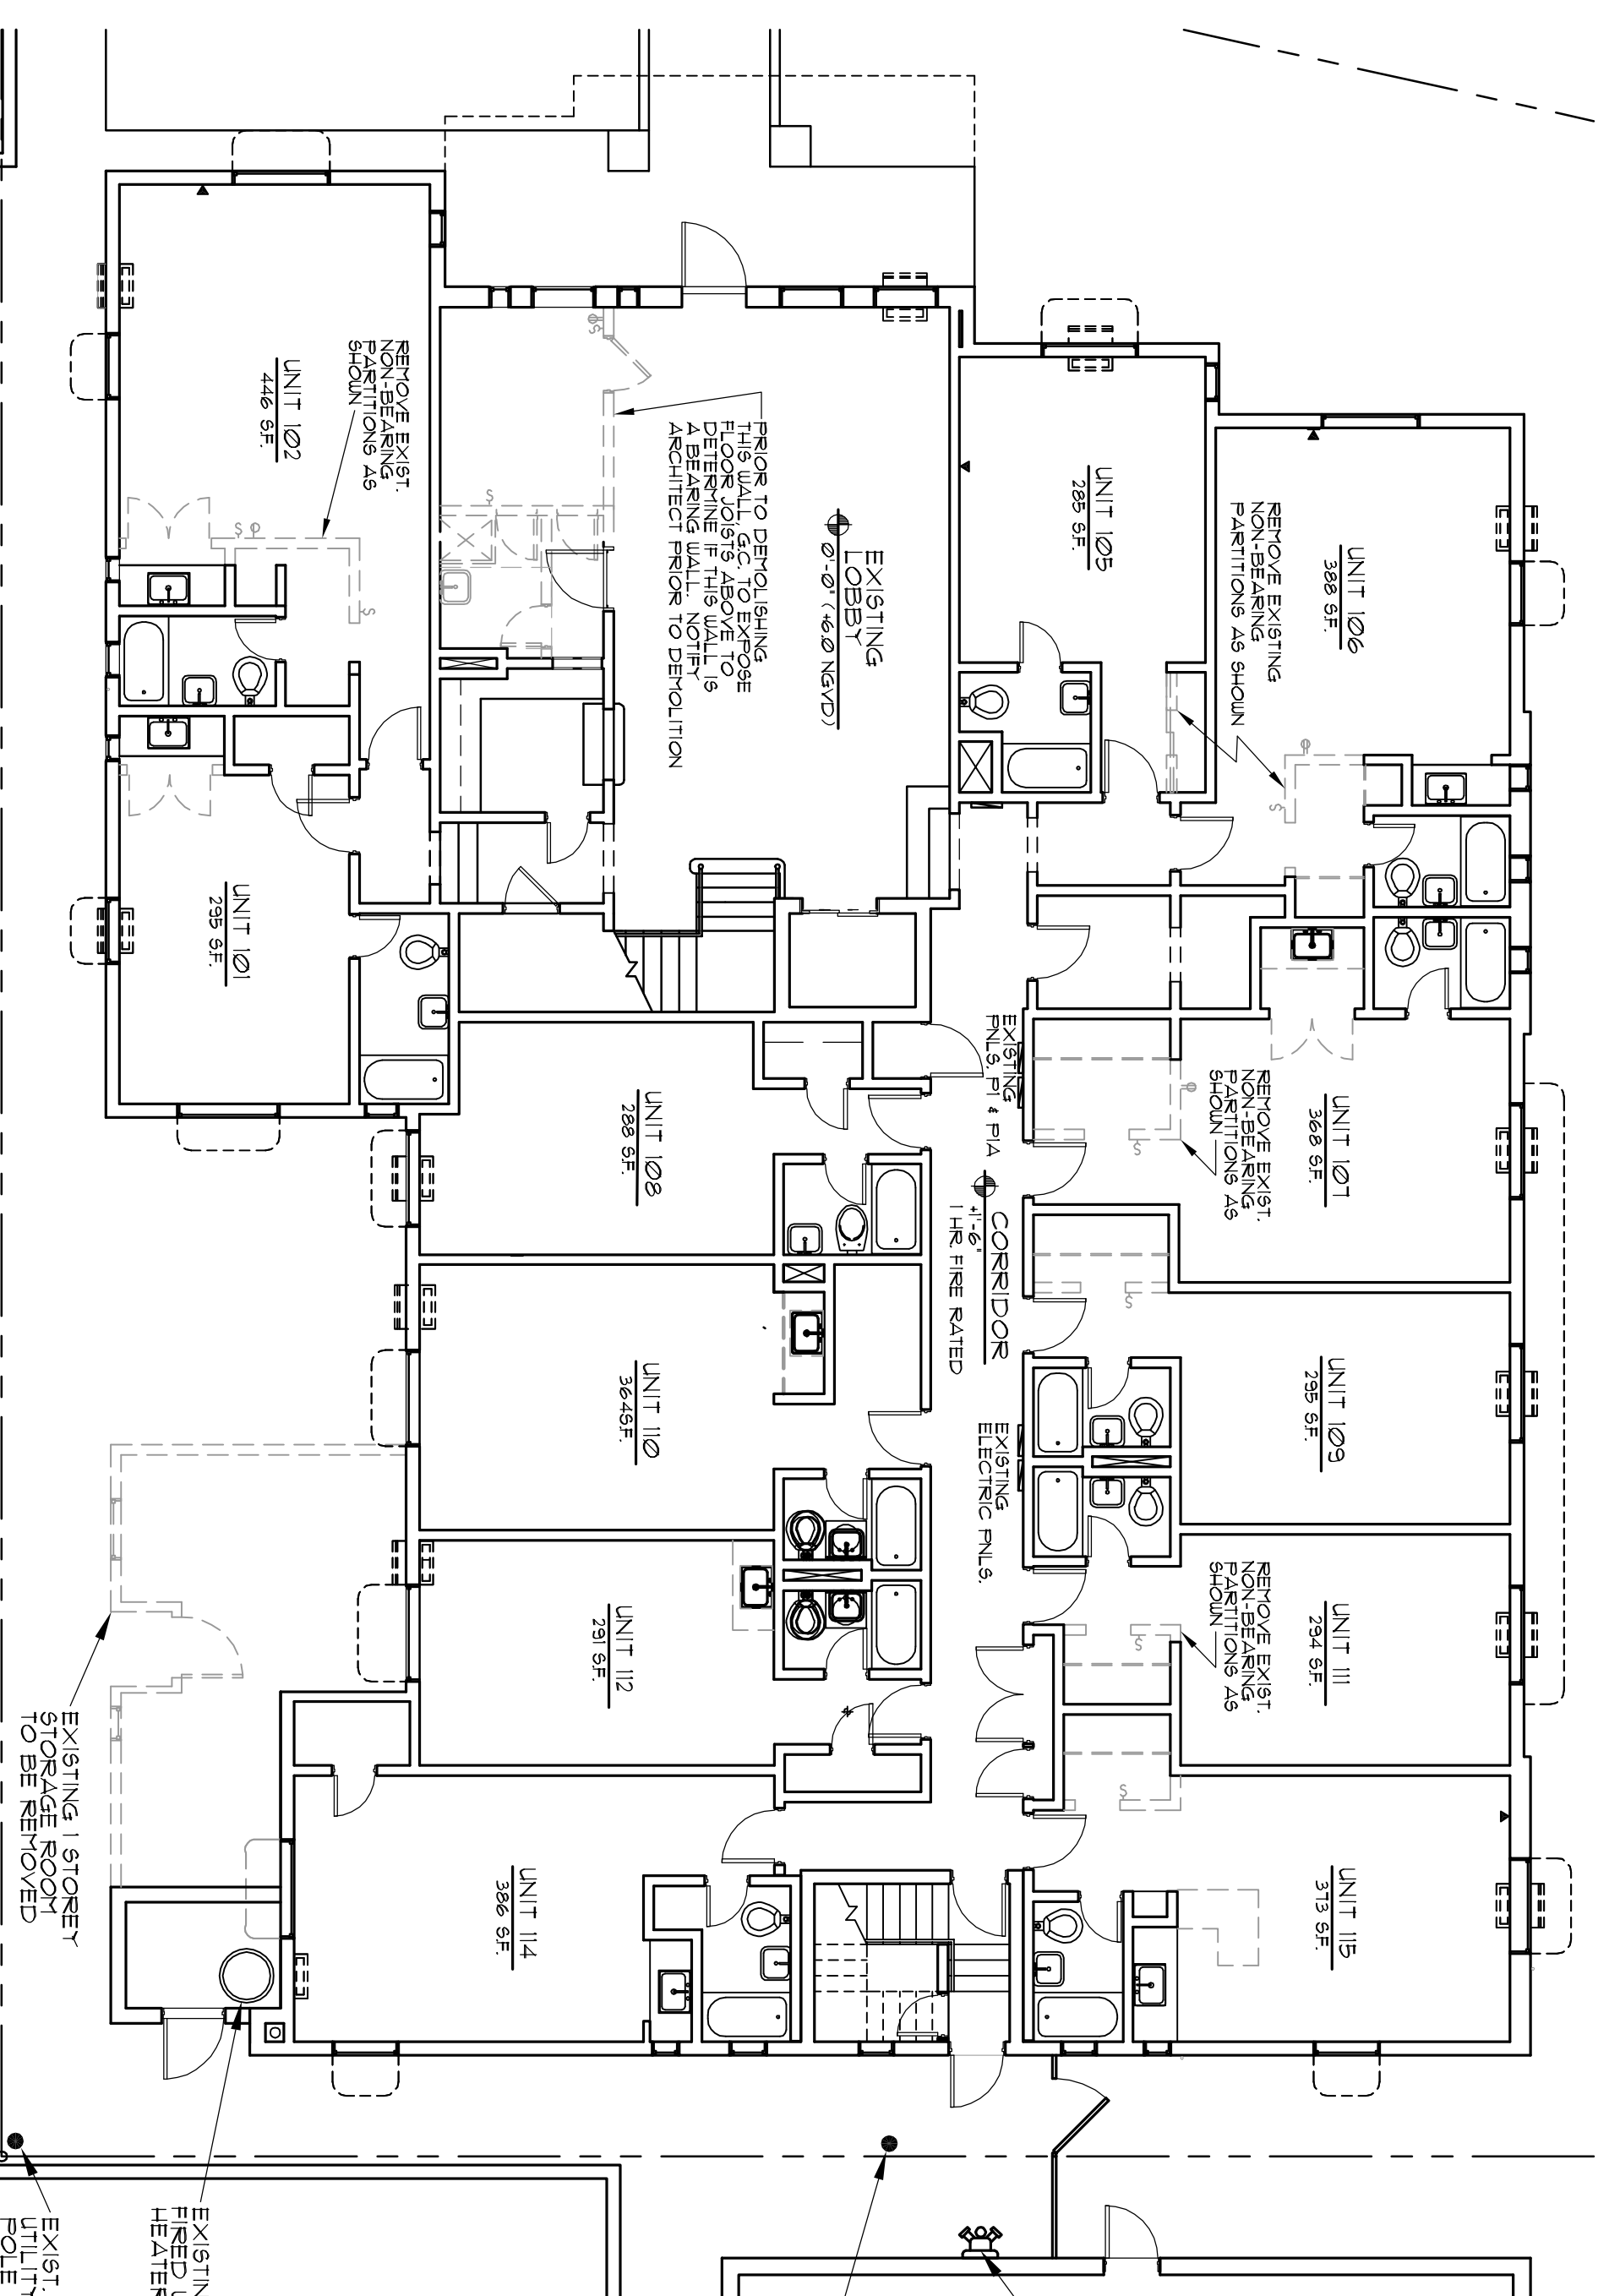 REMOVE EXISTING
NON-BEARING
PARTITIONS AS SHOWN
UNIT 106
388 S.F.
UNIT 105
285 S.F.
REMOVE EXIST.
NON-BEARING
PARTITIONS AS
SHOWN
UNIT 107
368 S.F.
UNIT 109
295 S.F.
REMOVE EXIST.
NON-BEARING
PARTITIONS AS
SHOWN
UNIT 111
294 S.F.
UNIT 115
373 S.F.
EXISTING
PNLS. P1 & P1A
CORRIDOR
+1'-6"
1 HR. FIRE RATED
EXISTING
ELECTRIC PNLS.
EXISTING
LOBBY
0'-0" (+6.0 NGVD)
PRIOR TO DEMOLISHING
THIS WALL, G.C. TO EXPOSE
FLOOR JOISTS ABOVE TO
DETERMINE IF THIS WALL IS
A BEARING WALL. NOTIFY
ARCHITECT PRIOR TO DEMOLITION
UNIT 108
288 S.F.
UNIT 110
364S.F.
UNIT 112
291 S.F.
UNIT 114
386 S.F.
REMOVE EXIST.
NON-BEARING
PARTITIONS AS
SHOWN
UNIT 102
446 S.F.
UNIT 101
295 S.F.
EXISTING 1 STOREY
STORAGE ROOM
TO BE REMOVED
EXISTIN
FIRED
HEATER
EXIST.
UTILIT
POLE